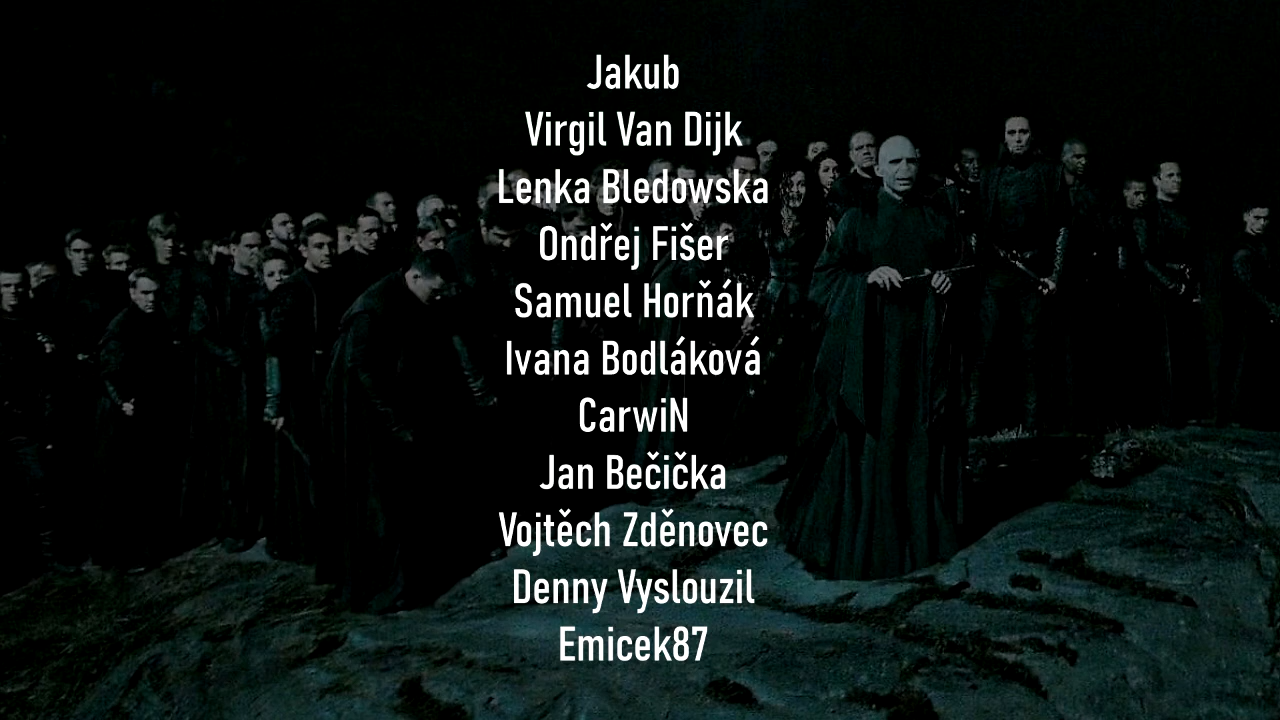 Jakub
Virgil Van Dijk
Lenka Bledowska
Ondřej Fišer
Samuel Horňák
Ivana Bodláková
CarwiN
Jan Bečička
Vojtěch Zděnovec
Denny Vyslouzil
Emicek87